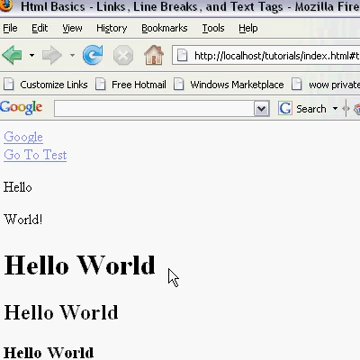 Html Basics - Links, Line Breaks, and Text Tags - Mozilla Fire
File Edit View History Bookmarks Tools Help
http://localhost/tutorials/index.html#t
Customize Links Free Hotmail Windows Marketplace wow private
Google Search
Google
Go To Test
Hello
World!
Hello World
Hello World
Hello World